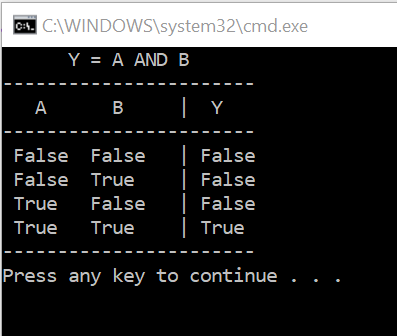 C:\WINDOWS\system32\cmd.exe
Y = A AND B
-----------------------
A B | Y
-----------------------
False False | False
False True | False
True False | False
True True | True
-----------------------
Press any key to continue . . .